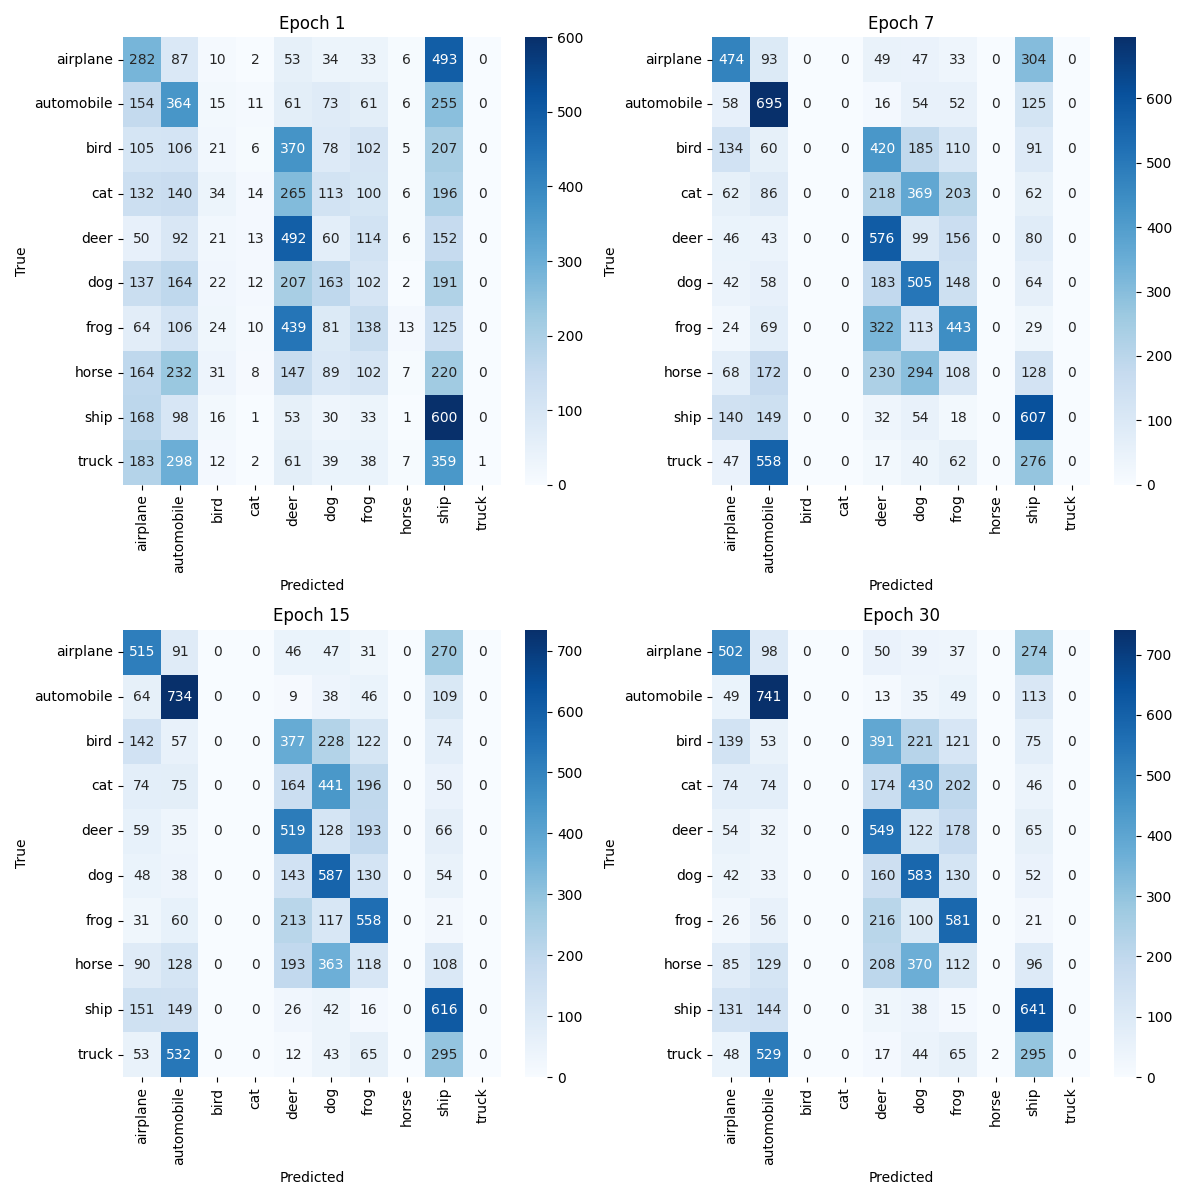 Epoch 1
airplane 282 87 10 2 53 34 33 6 493 0
automobile 154 364 15 11 61 73 61 6 255 0
bird 105 106 21 6 370 78 102 5 207 0
cat 132 140 34 14 265 113 100 6 196 0
deer 50 92 21 13 492 60 114 6 152 0
dog 137 164 22 12 207 163 102 2 191 0
frog 64 106 24 10 439 81 138 13 125 0
horse 164 232 31 8 147 89 102 7 220 0
ship 168 98 16 1 53 30 33 1 600 0
truck 183 298 12 2 61 39 38 7 359 1
True
airplane automobile bird cat deer dog frog horse ship truck
Predicted
600
500
400
300
200
100
0
Epoch 7
airplane 474 93 0 0 49 47 33 0 304 0
automobile 58 695 0 0 16 54 52 0 125 0
bird 134 60 0 0 420 185 110 0 91 0
cat 62 86 0 0 218 369 203 0 62 0
deer 46 43 0 0 576 99 156 0 80 0
dog 42 58 0 0 183 505 148 0 64 0
frog 24 69 0 0 322 113 443 0 29 0
horse 68 172 0 0 230 294 108 0 128 0
ship 140 149 0 0 32 54 18 0 607 0
truck 47 558 0 0 17 40 62 0 276 0
True
airplane automobile bird cat deer dog frog horse ship truck
Predicted
600
500
400
300
200
100
0
Epoch 15
airplane 515 91 0 0 46 47 31 0 270 0
automobile 64 734 0 0 9 38 46 0 109 0
bird 142 57 0 0 377 228 122 0 74 0
cat 74 75 0 0 164 441 196 0 50 0
deer 59 35 0 0 519 128 193 0 66 0
dog 48 38 0 0 143 587 130 0 54 0
frog 31 60 0 0 213 117 558 0 21 0
horse 90 128 0 0 193 363 118 0 108 0
ship 151 149 0 0 26 42 16 0 616 0
truck 53 532 0 0 12 43 65 0 295 0
True
airplane automobile bird cat deer dog frog horse ship truck
Predicted
700
600
500
400
300
200
100
0
Epoch 30
airplane 502 98 0 0 50 39 37 0 274 0
automobile 49 741 0 0 13 35 49 0 113 0
bird 139 53 0 0 391 221 121 0 75 0
cat 74 74 0 0 174 430 202 0 46 0
deer 54 32 0 0 549 122 178 0 65 0
dog 42 33 0 0 160 583 130 0 52 0
frog 26 56 0 0 216 100 581 0 21 0
horse 85 129 0 0 208 370 112 0 96 0
ship 131 144 0 0 31 38 15 0 641 0
truck 48 529 0 0 17 44 65 2 295 0
True
airplane automobile bird cat deer dog frog horse ship truck
Predicted
700
600
500
400
300
200
100
0